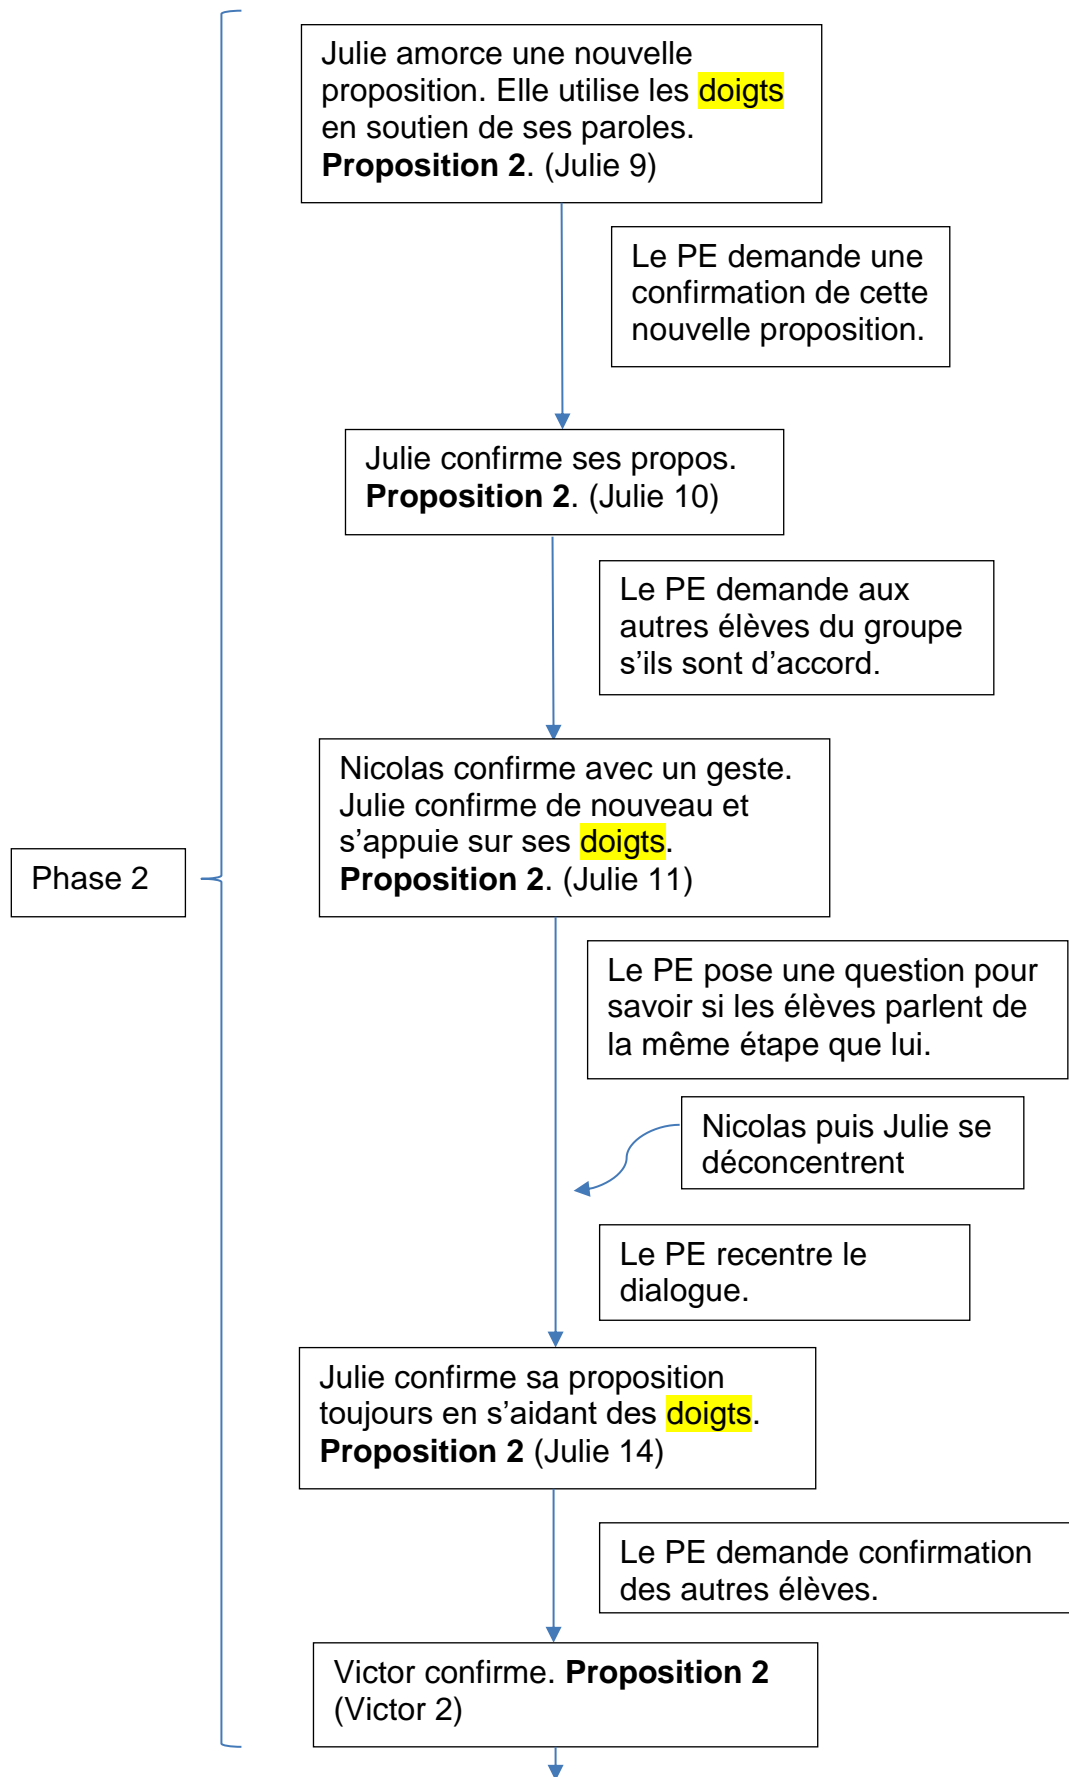 Julie amorce une nouvelle
proposition. Elle utilise les doigts
en soutien de ses paroles.
Proposition 2. (Julie 9)
Le PE demande une
confirmation de cette
nouvelle proposition.
Julie confirme ses propos.
Proposition 2. (Julie 10)
Le PE demande aux
autres élèves du groupe
s’ils sont d’accord.
Nicolas confirme avec un geste.
Julie confirme de nouveau et
s’appuie sur ses doigts.
Proposition 2. (Julie 11)
Phase 2
Le PE pose une question pour
savoir si les élèves parlent de
la même étape que lui.
Nicolas puis Julie se
déconcentrent
Le PE recentre le
dialogue.
Julie confirme sa proposition
toujours en s’aidant des doigts.
Proposition 2 (Julie 14)
Le PE demande confirmation
des autres élèves.
Victor confirme. Proposition 2
(Victor 2)